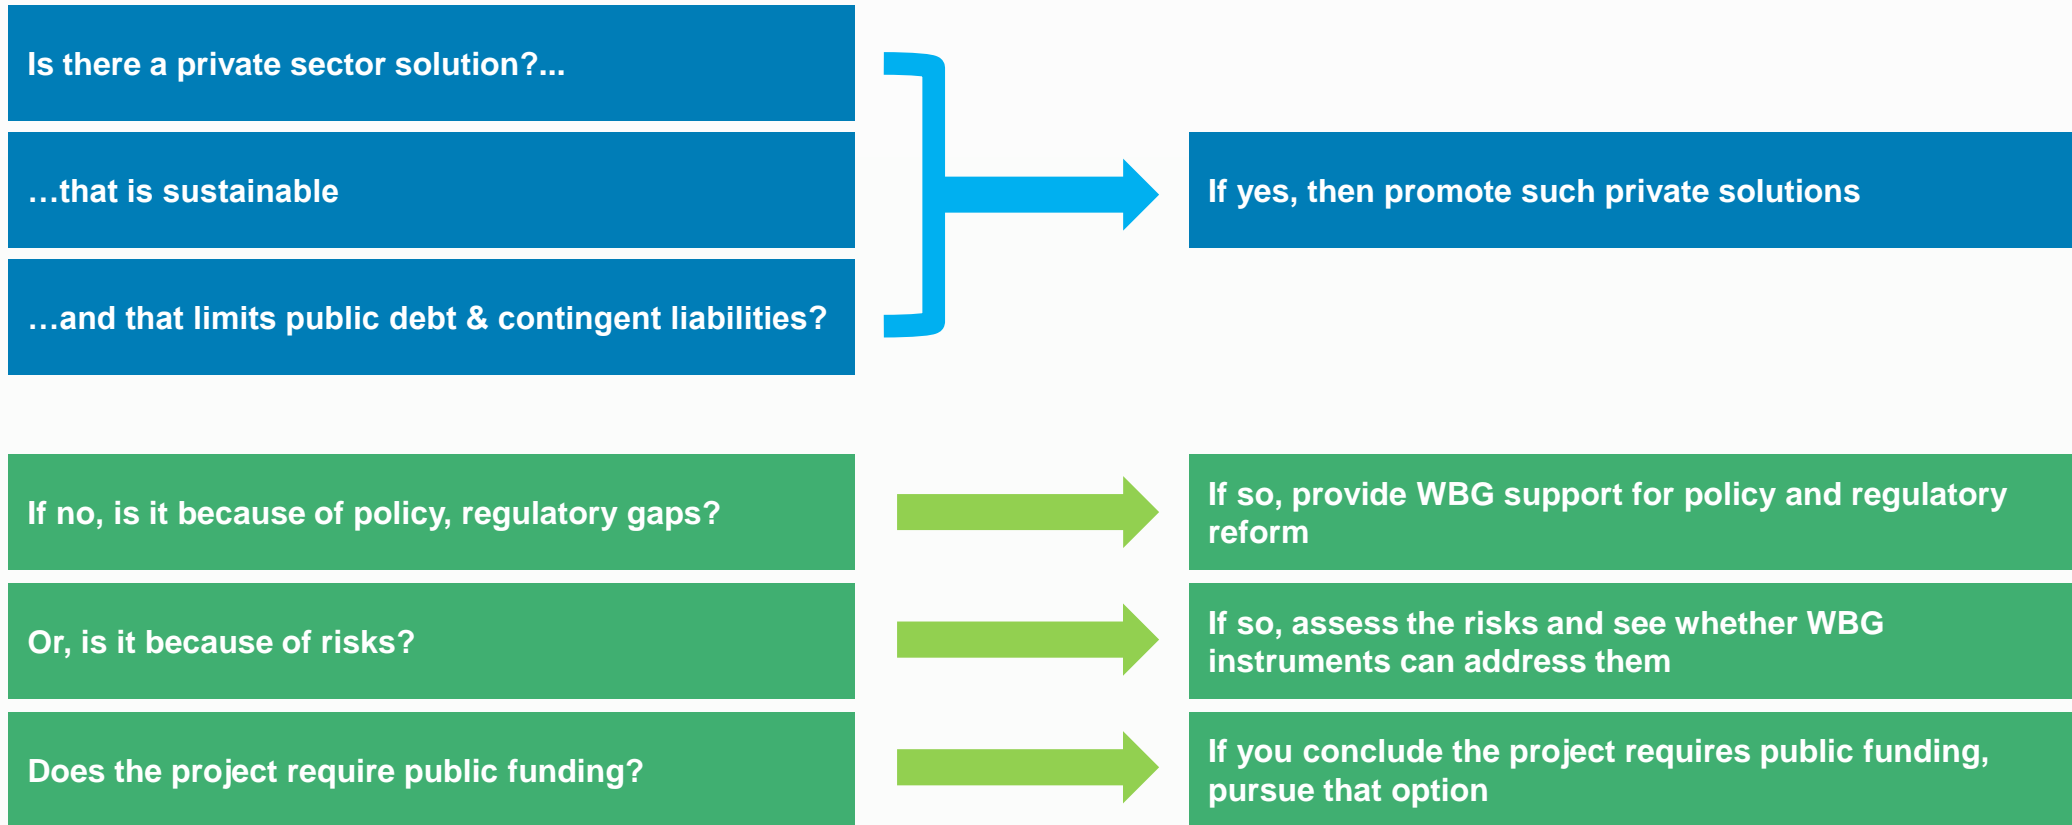 Is there a private sector solution?...
…that is sustainable
…and that limits public debt & contingent liabilities?
If yes, then promote such private solutions
If no, is it because of policy, regulatory gaps?
If so, provide WBG support for policy and regulatory
reform
Or, is it because of risks?
If so, assess the risks and see whether WBG
instruments can address them
Does the project require public funding?
If you conclude the project requires public funding,
pursue that option